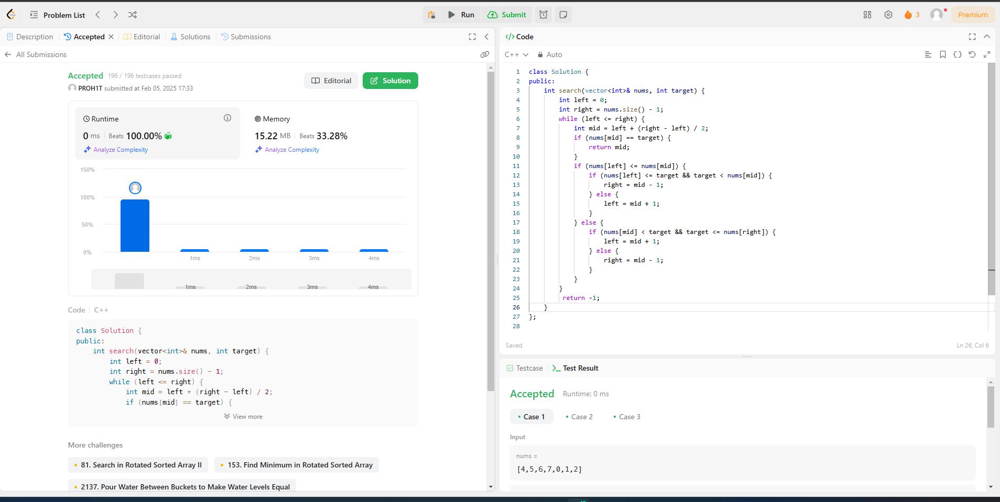 Problem List
Run
Submit
3
Premium
Description
Accepted
Editorial
Solutions
Submissions
All Submissions
Accepted 196 / 196 testcases passed
PROH1T submitted at Feb 05, 2025 17:33
Editorial
Solution
Runtime
0 ms Beats 100.00%
Analyze Complexity
Memory
15.22 MB Beats 33.28%
Analyze Complexity
150%
100%
50%
0%
1ms 2ms 3ms 4ms
1ms 2ms 3ms 4ms
Code C++
class Solution {
public:
    int search(vector<int>& nums, int target) {
        int left = 0;
        int right = nums.size() - 1;
        while (left <= right) {
            int mid = left + (right - left) / 2;
            if (nums[mid] == target) {
View more
More challenges
81. Search in Rotated Sorted Array II
153. Find Minimum in Rotated Sorted Array
2137. Pour Water Between Buckets to Make Water Levels Equal
</> Code
C++ Auto
1 class Solution {
2 public:
3     int search(vector<int>& nums, int target) {
4         int left = 0;
5         int right = nums.size() - 1;
6         while (left <= right) {
7             int mid = left + (right - left) / 2;
8             if (nums[mid] == target) {
9                 return mid;
10             }
11             if (nums[left] <= nums[mid]) {
12                 if (nums[left] <= target && target < nums[mid]) {
13                     right = mid - 1;
14                 } else {
15                     left = mid + 1;
16                 }
17             } else {
18                 if (nums[mid] < target && target <= nums[right]) {
19                     left = mid + 1;
20                 } else {
21                     right = mid - 1;
22                 }
23             }
24         }
25          return -1;
26     }
27 };
28
Saved
Ln 26, Col 6
Testcase
Test Result
Accepted Runtime: 0 ms
Case 1
Case 2
Case 3
Input
nums =
[4,5,6,7,0,1,2]